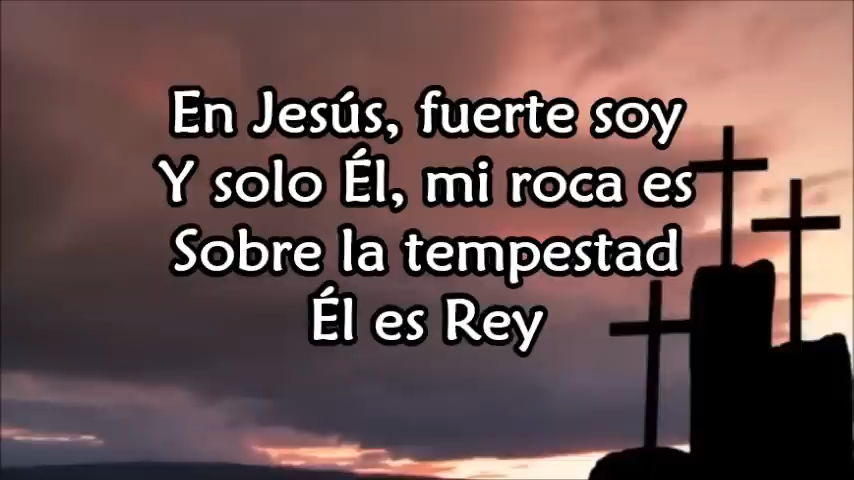 En Jesús, fuerte soy
Y solo Él, mi roca es
Sobre la tempestad
Él es Rey